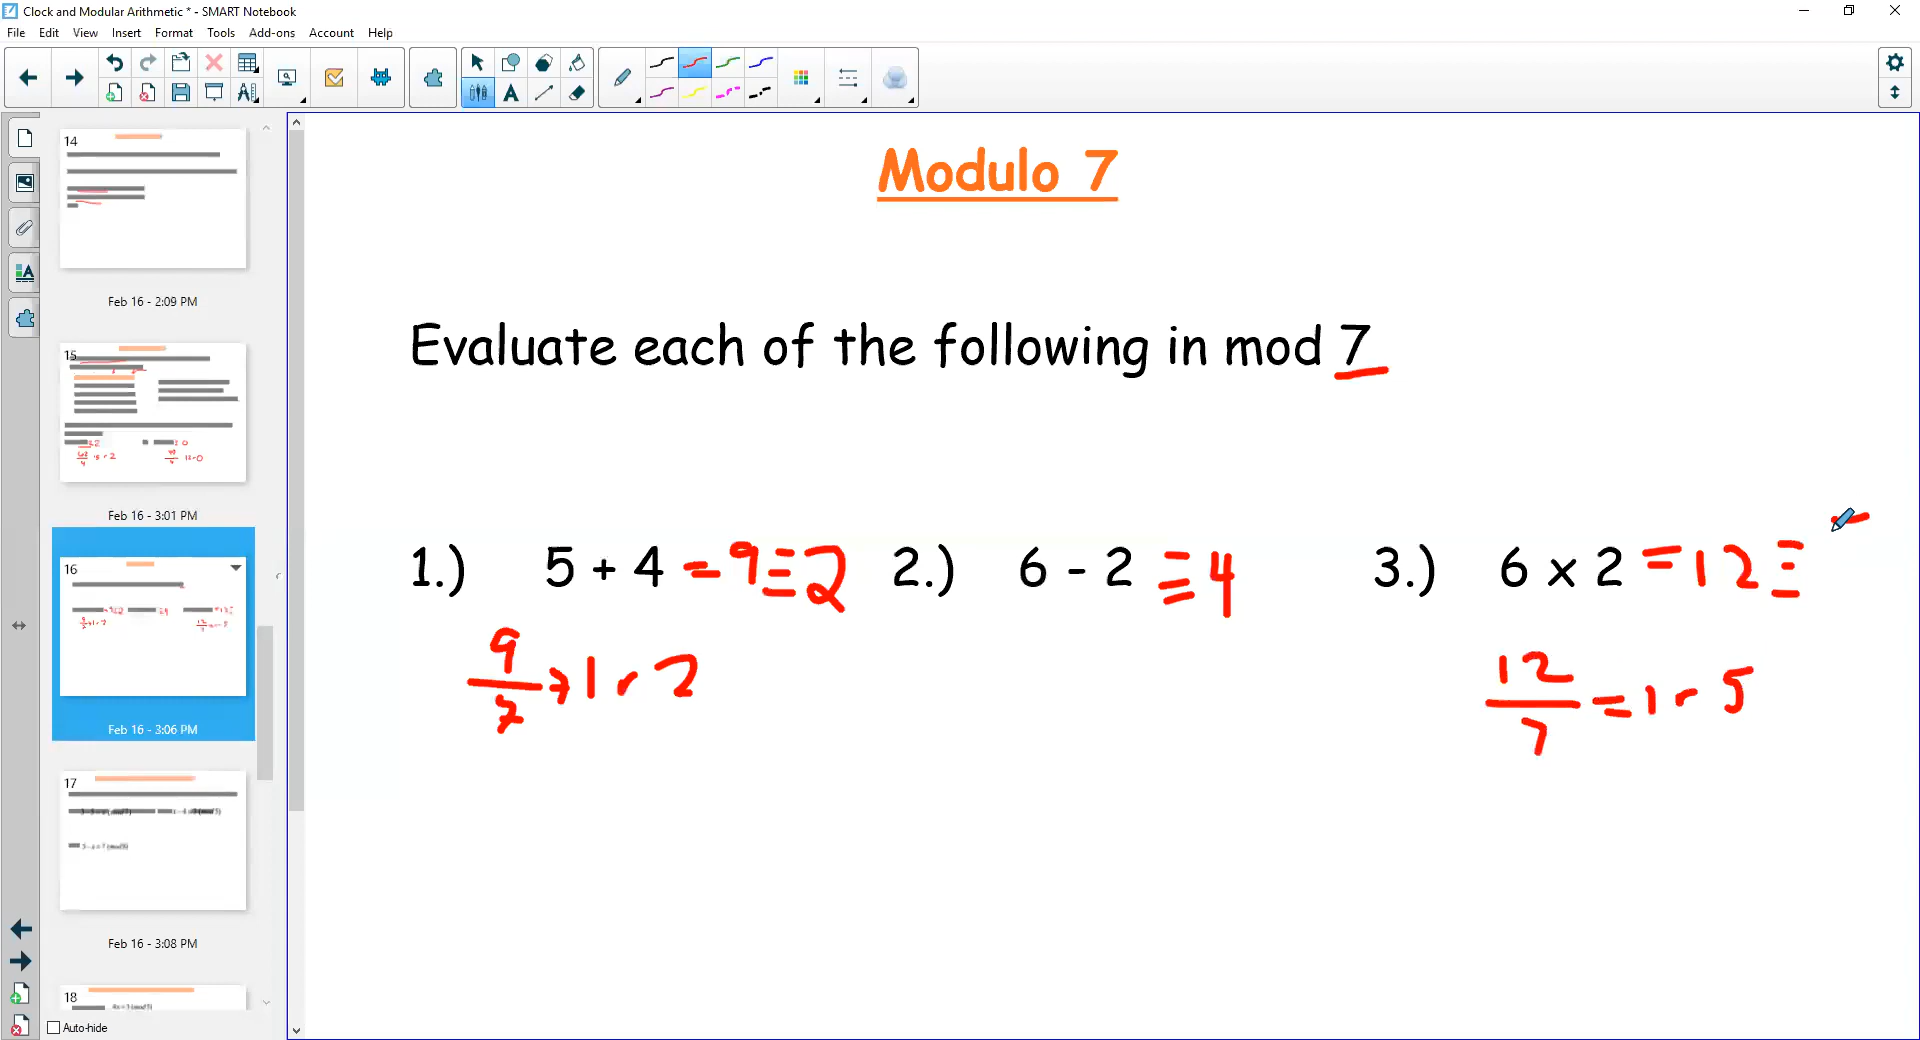 Clock and Modular Arithmetic * - SMART Notebook
File Edit View Insert Format Tools Add-ons Account Help
14
Feb 16 - 2:09 PM
15
Feb 16 - 3:01 PM
16
Feb 16 - 3:06 PM
17
Feb 16 - 3:08 PM
18
Auto-hide
Modulo 7
Evaluate each of the following in mod 7
1.) 5 + 4 = 9 ≡ 2 2.) 6 - 2 ≡ 4 3.) 6 x 2 = 12 ≡
9/7 → 1 r 2 12/7 = 1 r 5